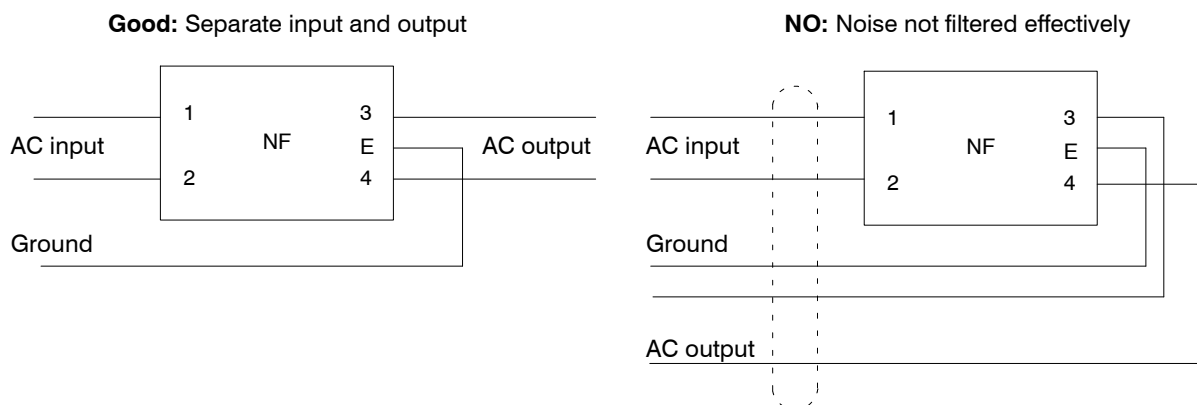 Good: Separate input and output
1
3
AC input
NF
E
AC output
2
4
Ground
NO: Noise not filtered effectively
1
3
AC input
NF
E
2
4
Ground
AC output